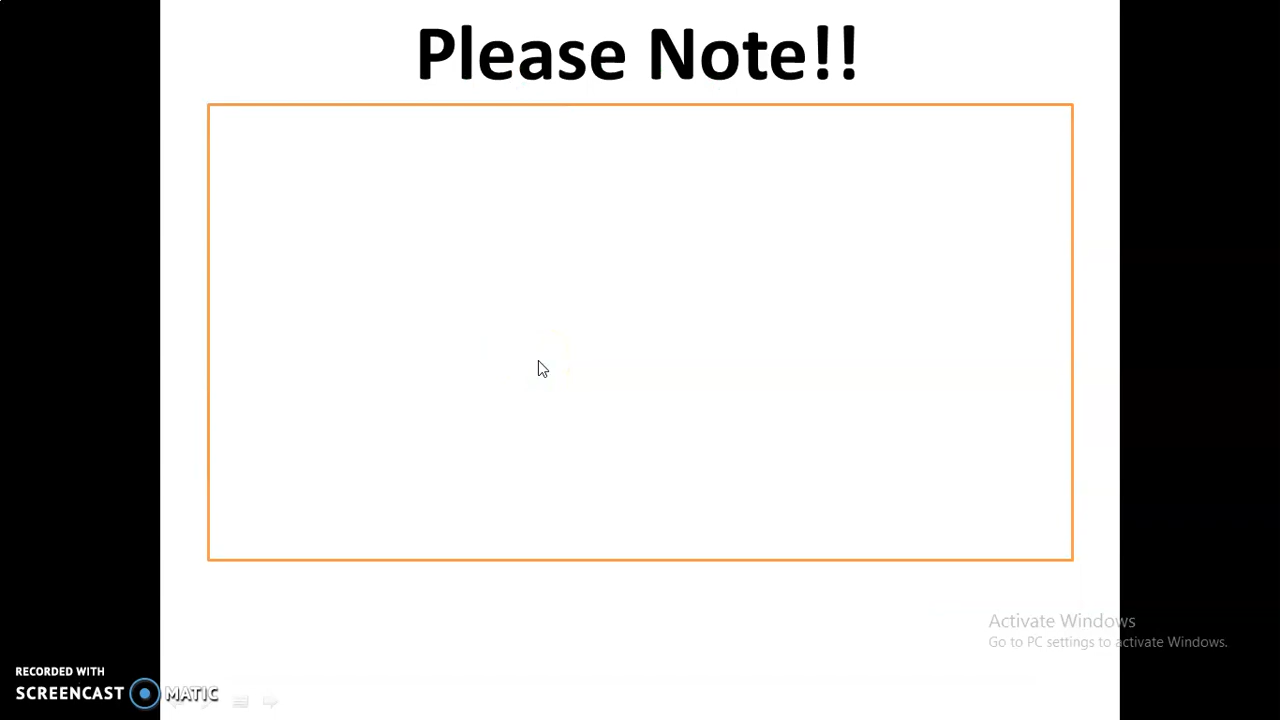 Please Note!!
Activate Windows
Go to PC settings to activate Windows.
RECORDED WITH
SCREENCAST MATIC